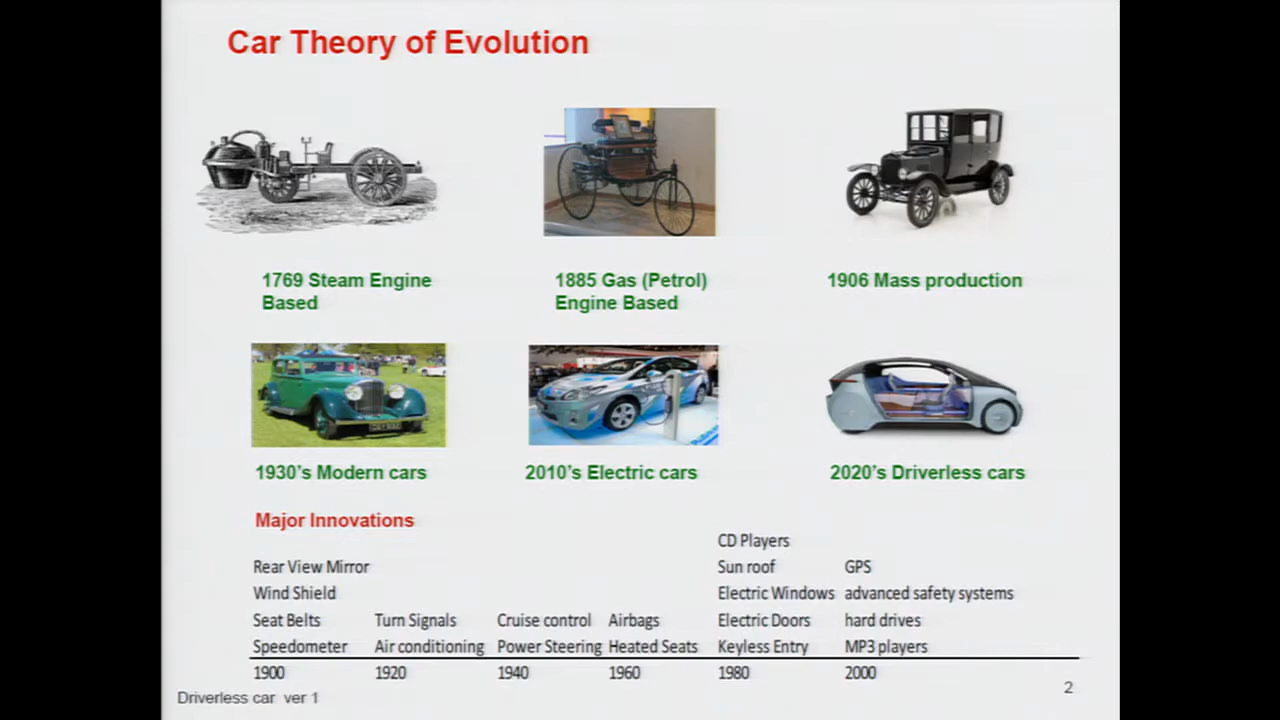 Car Theory of Evolution
1769 Steam Engine
Based
1885 Gas (Petrol)
Engine Based
1906 Mass production
1930's Modern cars
2010's Electric cars
2020's Driverless cars
Major Innovations
CD Players
Rear View Mirror Sun roof GPS
Wind Shield Electric Windows advanced safety systems
Seat Belts Turn Signals Cruise control Airbags Electric Doors hard drives
Speedometer Air conditioning Power Steering Heated Seats Keyless Entry MP3 players
1900 1920 1940 1960 1980 2000
Driverless car ver 1
2